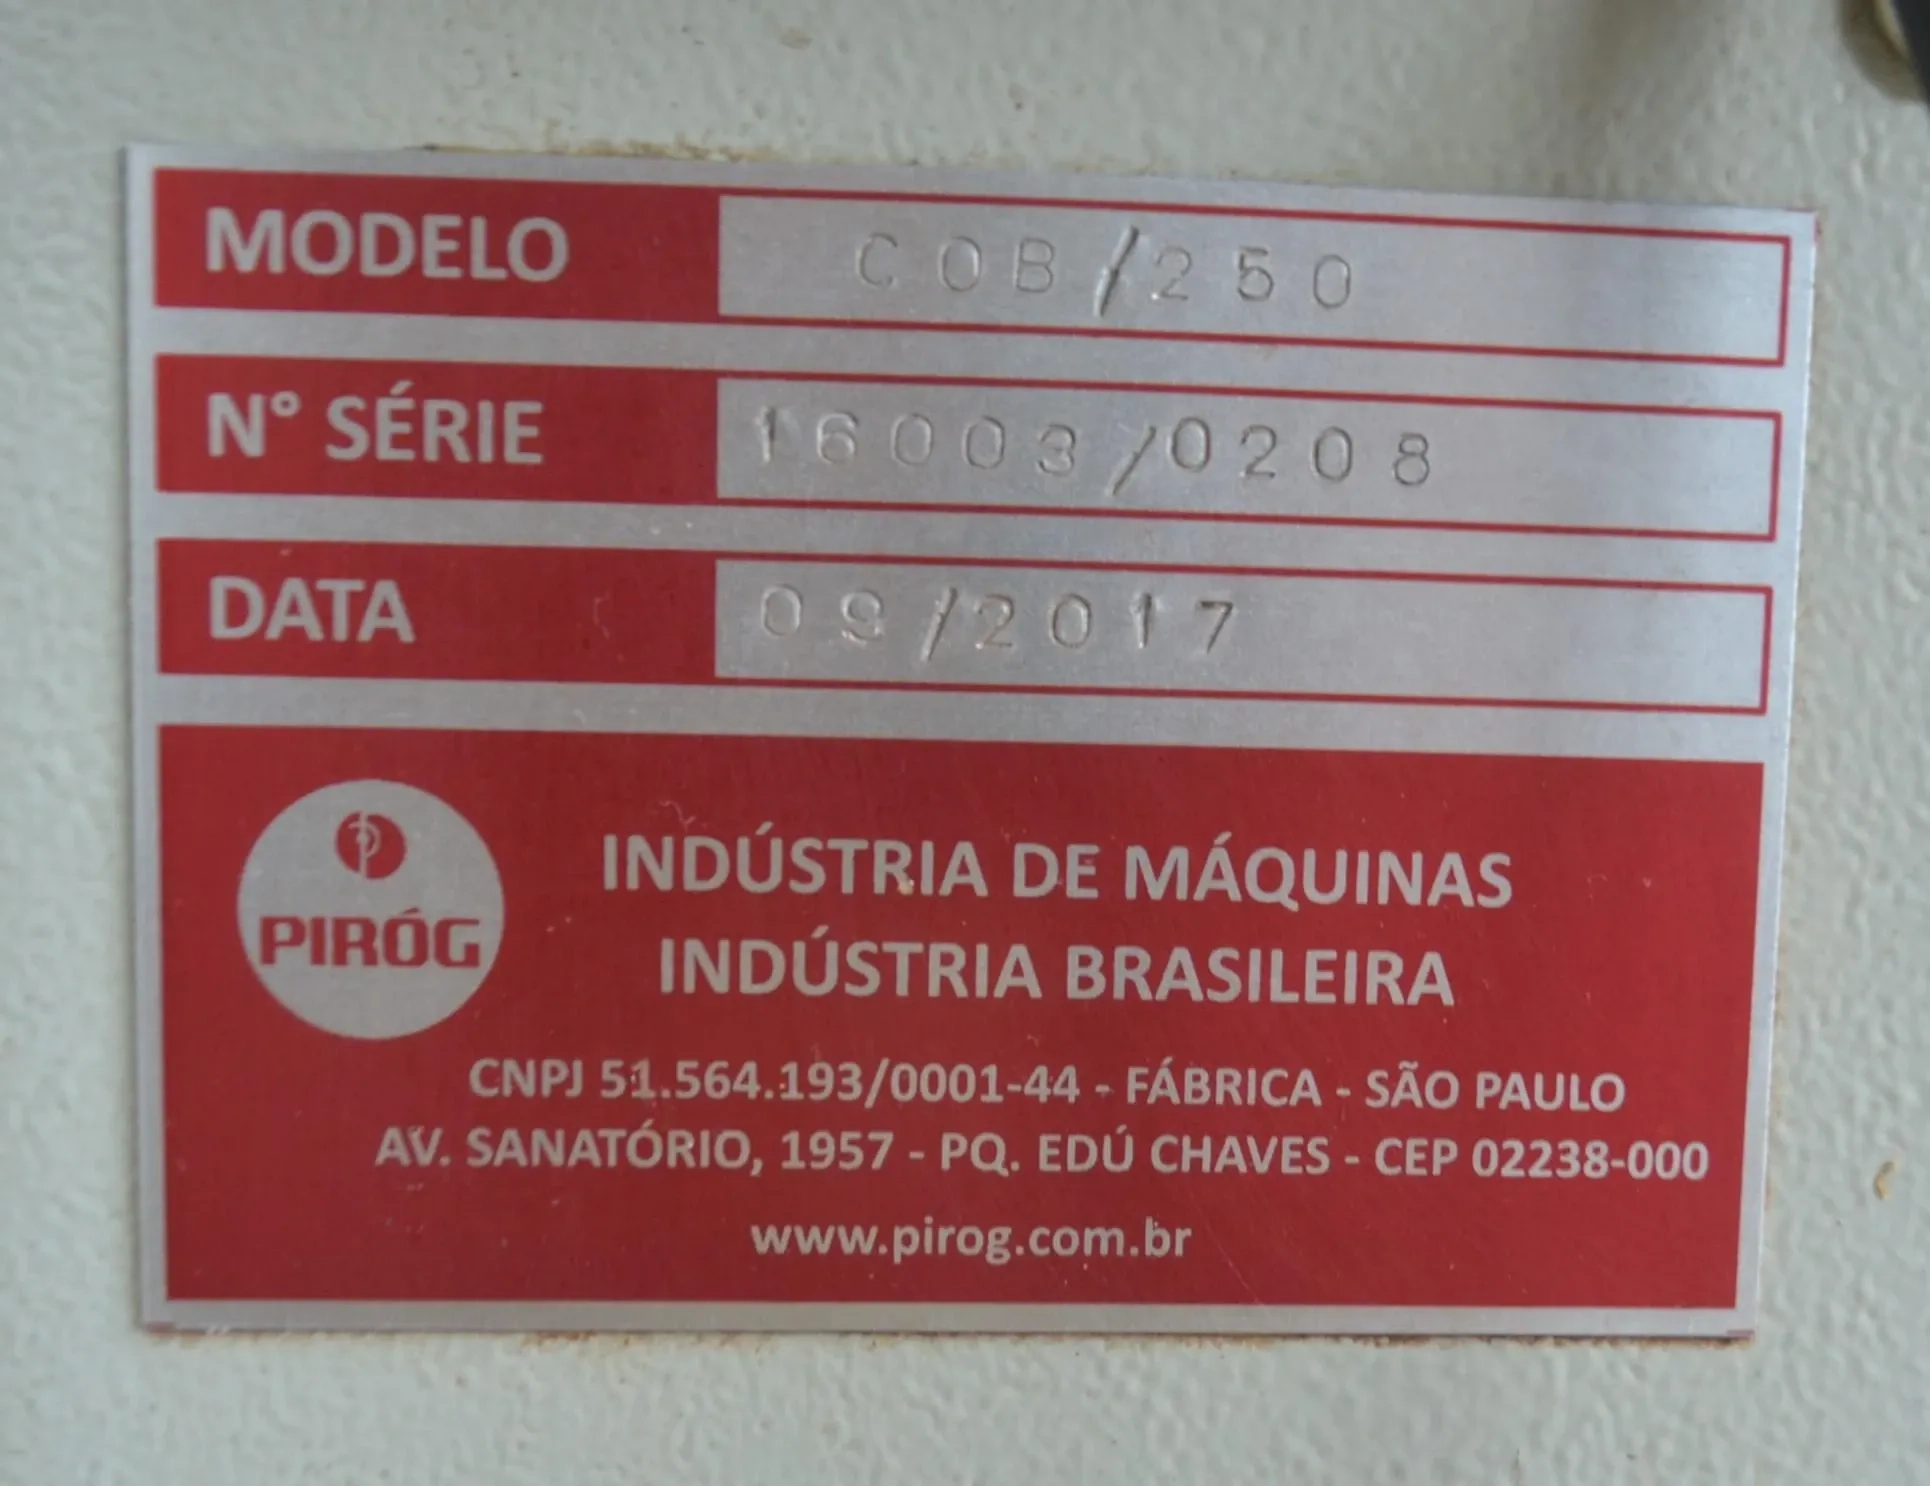 MODELO COB/250
N° SÉRIE 16003/0208
DATA 09/2017
PIRÓG
INDÚSTRIA DE MÁQUINAS
INDÚSTRIA BRASILEIRA
CNPJ 51.564.193/0001-44 - FÁBRICA - SÃO PAULO
AV. SANATÓRIO, 1957 - PQ. EDÚ CHAVES - CEP 02238-000
www.pirog.com.br